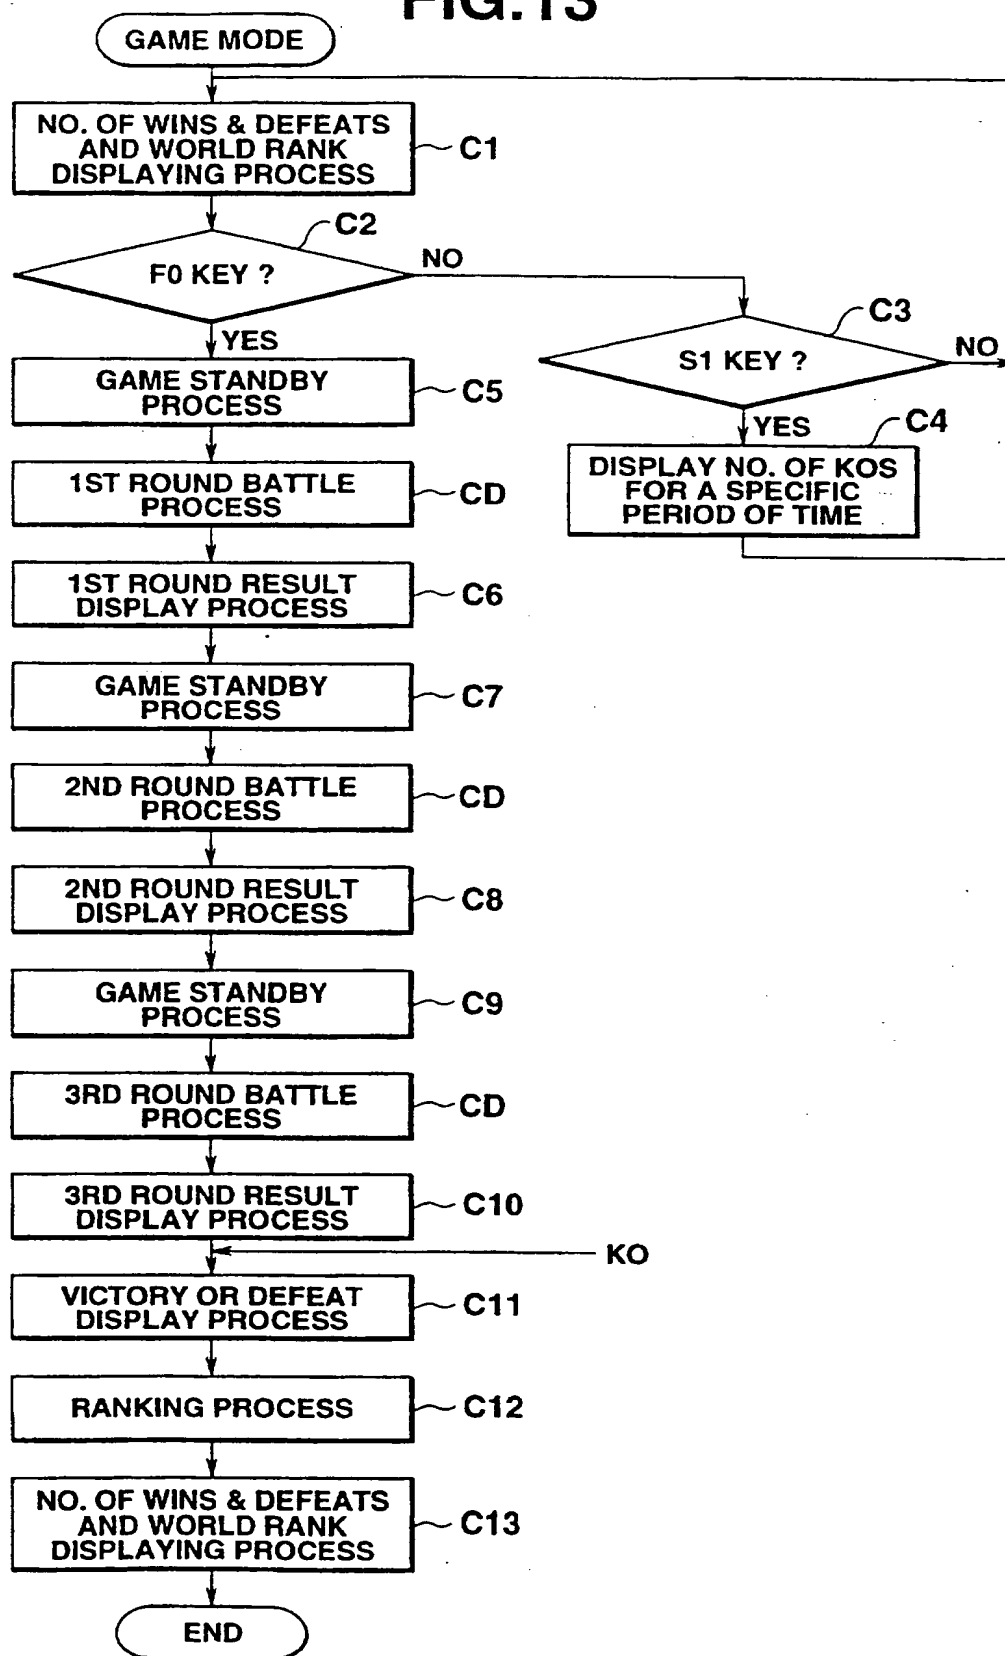 FIG.13
GAME MODE
NO. OF WINS & DEFEATS
AND WORLD RANK
DISPLAYING PROCESS
C1
C2
F0 KEY ?
NO
YES
C3
S1 KEY ?
NO
YES
C4
DISPLAY NO. OF KOS
FOR A SPECIFIC
PERIOD OF TIME
GAME STANDBY
PROCESS
C5
1ST ROUND BATTLE
PROCESS
CD
1ST ROUND RESULT
DISPLAY PROCESS
C6
GAME STANDBY
PROCESS
C7
2ND ROUND BATTLE
PROCESS
CD
2ND ROUND RESULT
DISPLAY PROCESS
C8
GAME STANDBY
PROCESS
C9
3RD ROUND BATTLE
PROCESS
CD
3RD ROUND RESULT
DISPLAY PROCESS
C10
KO
VICTORY OR DEFEAT
DISPLAY PROCESS
C11
RANKING PROCESS
C12
NO. OF WINS & DEFEATS
AND WORLD RANK
DISPLAYING PROCESS
C13
END